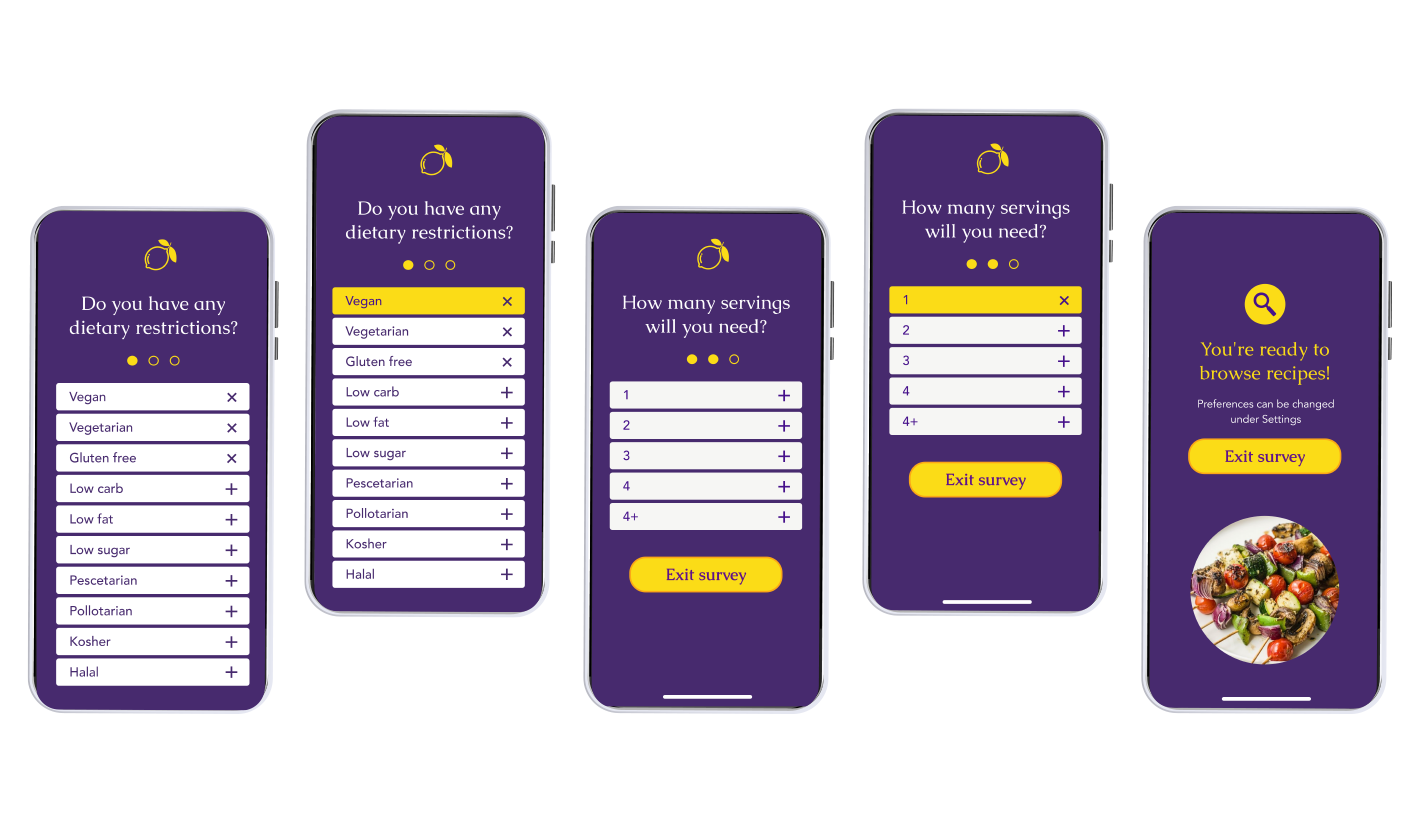 Do you have any
dietary restrictions?
Vegan
Vegetarian
Gluten free
Low carb
Low fat
Low sugar
Pescetarian
Pollotarian
Kosher
Halal
Do you have any
dietary restrictions?
Vegan
Vegetarian
Gluten free
Low carb
Low fat
Low sugar
Pescetarian
Pollotarian
Kosher
Halal
How many servings
will you need?
1
2
3
4
4+
Exit survey
How many servings
will you need?
1
2
3
4
4+
Exit survey
You're ready to
browse recipes!
Preferences can be changed
under Settings
Exit survey